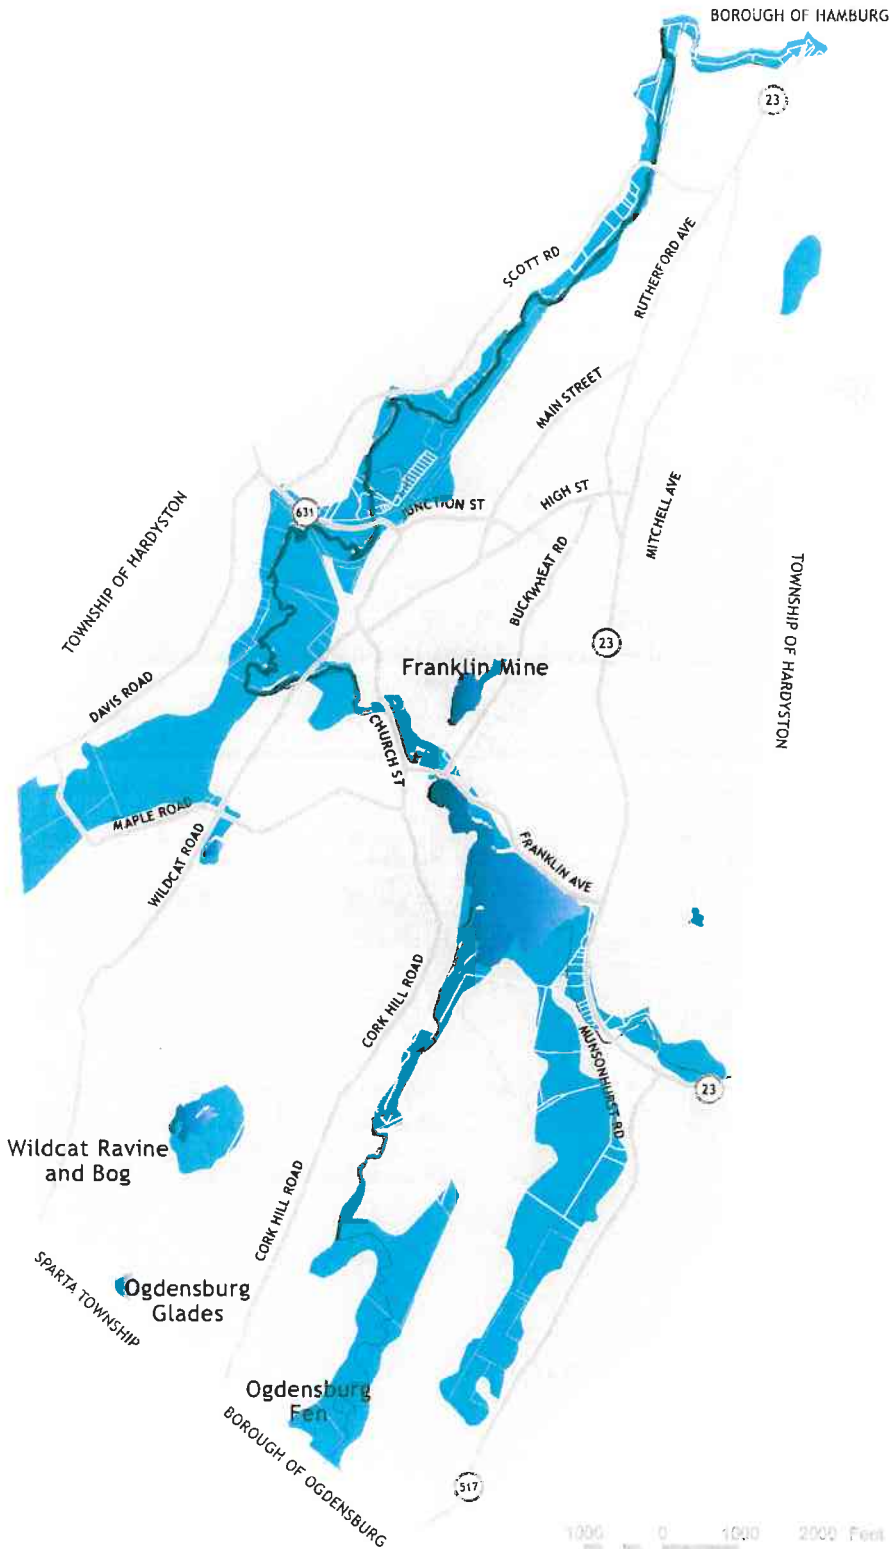 BOROUGH OF HAMBURG
23
SCOTT RD
RUTHERFORD AVE
MAIN STREET
TOWNSHIP OF HARDYSTON
631
JUNCTION ST
HIGH ST
MITCHELL AVE
BUCKWHEAT RD
TOWNSHIP OF HARDYSTON
23
Franklin Mine
DAVIS ROAD
CHURCH ST
MAPLE ROAD
WILDCAT ROAD
FRANKLIN AVE
CORK HILL ROAD
MUNSONHURST RD
23
Wildcat Ravine
and Bog
CORK HILL ROAD
SPARTA TOWNSHIP
Ogdensburg
Glades
Ogdensburg
Fen
BOROUGH OF OGDENSBURG
517
1000 0 1000 2000 Feet